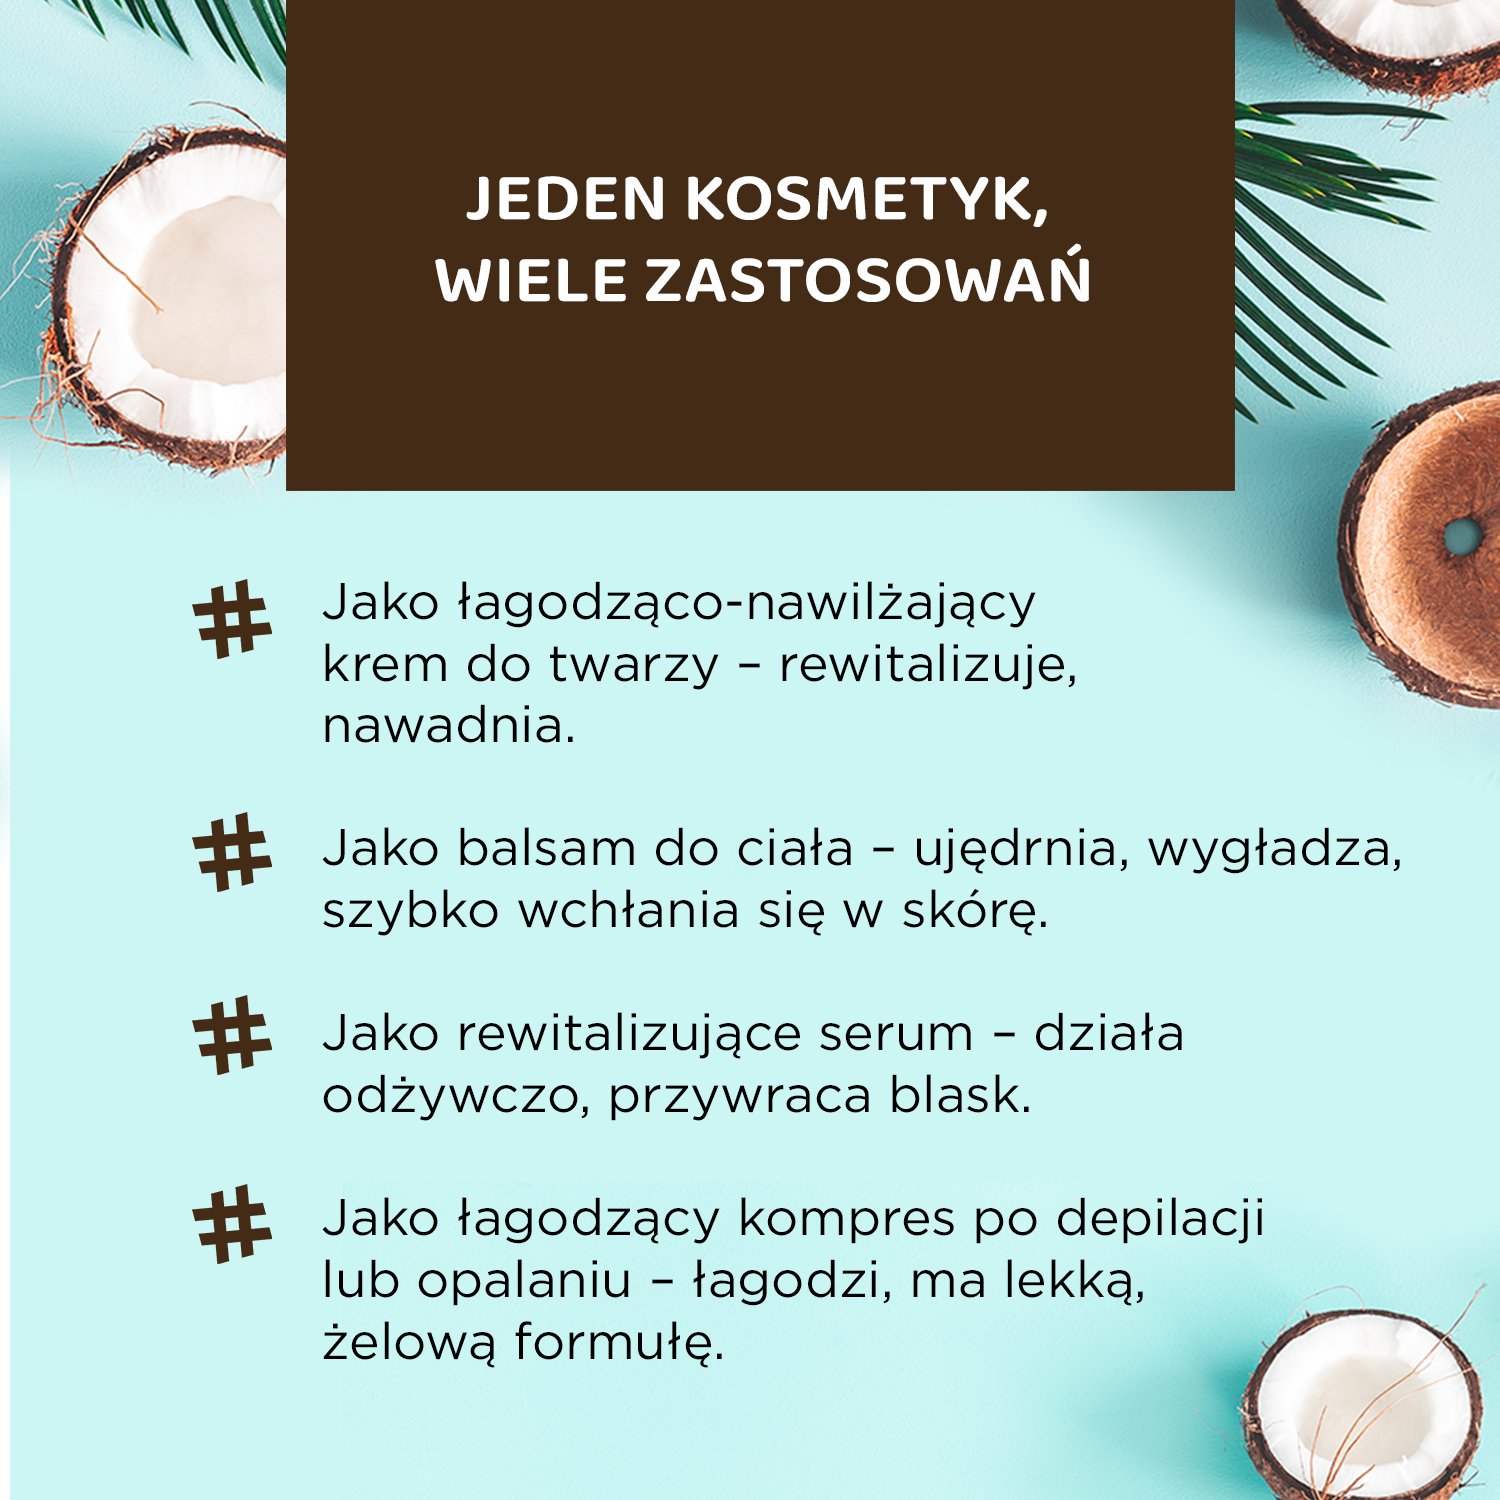 JEDEN KOSMETYK,
WIELE ZASTOSOWAŃ
# Jako łagodząco-nawilżający
krem do twarzy – rewitalizuje,
nawadnia.
# Jako balsam do ciała – ujędrnia, wygładza,
szybko wchłania się w skórę.
# Jako rewitalizujące serum – działa
odżywczo, przywraca blask.
# Jako łagodzący kompres po depilacji
lub opalaniu – łagodzi, ma lekką,
żelową formułę.